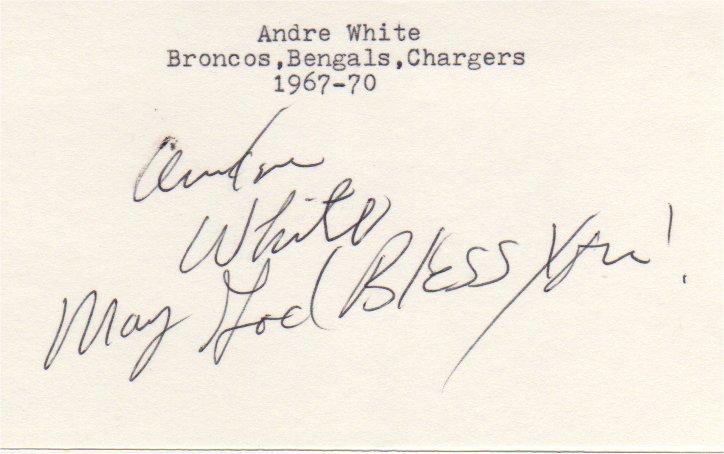 Andre White
Broncos,Bengals,Chargers
1967-70
Andre
White
May God Bless You!